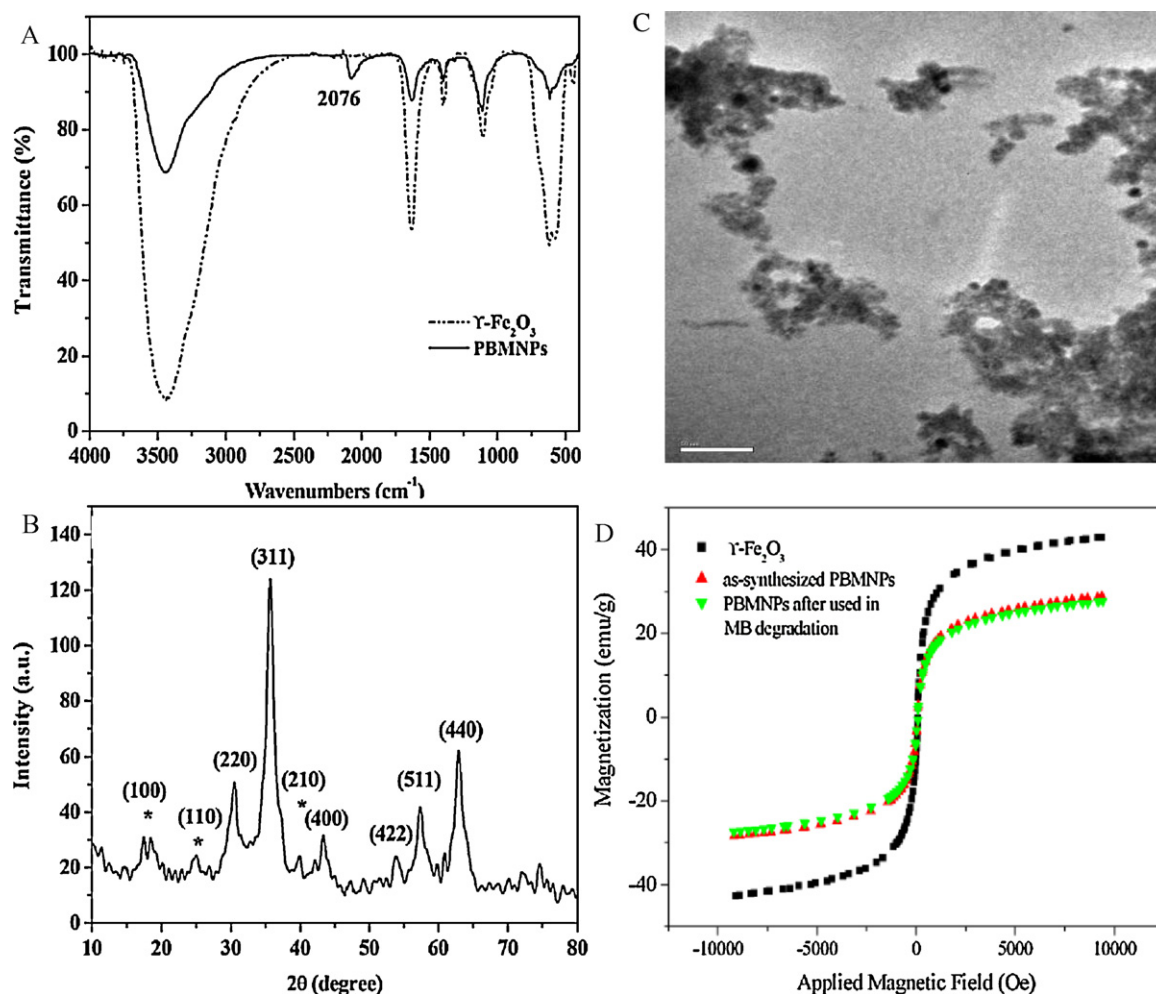 A
100
80
60
40
20
0
Transmittance (%)
2076
ϒ-Fe₂O₃
PBMNPs
4000 3500 3000 2500 2000 1500 1000 500
Wavenumbers (cm⁻¹)
B
140
120
100
80
60
40
20
0
Intensity (a.u.)
(311)
(440)
(220)
(511)
(210)
*
(100)
*
(400)
(110)
*
(422)
10 20 30 40 50 60 70 80
2θ (degree)
C
D
40
20
0
-20
-40
Magnetization (emu/g)
ϒ-Fe₂O₃
as-synthesized PBMNPs
PBMNPs after used in
MB degradation
-10000 -5000 0 5000 10000
Applied Magnetic Field (Oe)